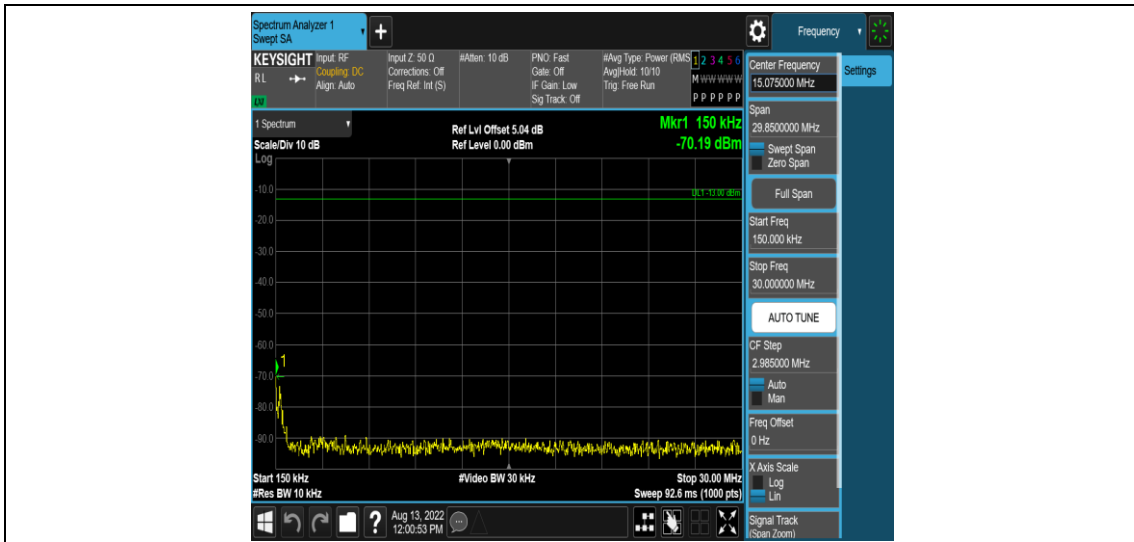 Spectrum Analyzer 1
Swept SA
+
Frequency
KEYSIGHT
RL
LM
Input: RF
Coupling: DC
Align: Auto
Input Z: 50 Ω
Corrections: Off
Freq Ref: Int (S)
#Atten: 10 dB
PNO: Fast
Gate: Off
IF Gain: Low
Sig Track: Off
#Avg Type: Power (RMS
Avg|Hold: 10/10
Trig: Free Run
1 2 3 4 5 6
M W W W W W
P P P P P P
Center Frequency
15.075000 MHz
Settings
1 Spectrum
Scale/Div 10 dB
Ref Lvl Offset 5.04 dB
Ref Level 0.00 dBm
Mkr1 150 kHz
-70.19 dBm
Span
29.8500000 MHz
Swept Span
Zero Span
Full Span
Start Freq
150.000 kHz
Stop Freq
30.000000 MHz
AUTO TUNE
CF Step
2.985000 MHz
Auto
Man
Freq Offset
0 Hz
X Axis Scale
Log
Lin
Signal Track
(Span Zoom)
Log
-10.0
DL1 -13.00 dBm
-20.0
-30.0
-40.0
-50.0
-60.0
1
-70.0
-80.0
-90.0
Start 150 kHz
#Video BW 30 kHz
Stop 30.00 MHz
#Res BW 10 kHz
Sweep 92.6 ms (1000 pts)
?
Aug 13, 2022
12:00:53 PM